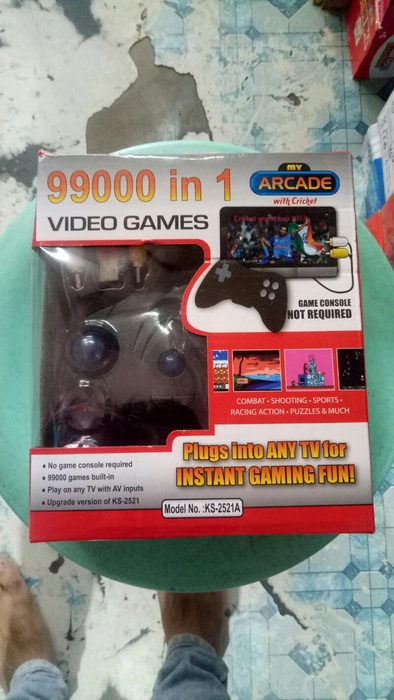 99000 in 1
MY
ARCADE
with Cricket
VIDEO GAMES
GAME CONSOLE
NOT REQUIRED
COMBAT • SHOOTING • SPORTS •
RACING ACTION • PUZZLES & MUCH
Plugs into ANY TV for
INSTANT GAMING FUN!
• No game console required
• 99000 games built-in
• Play on any TV with AV inputs
• Upgrade version of KS-2521
Model No. :KS-2521A